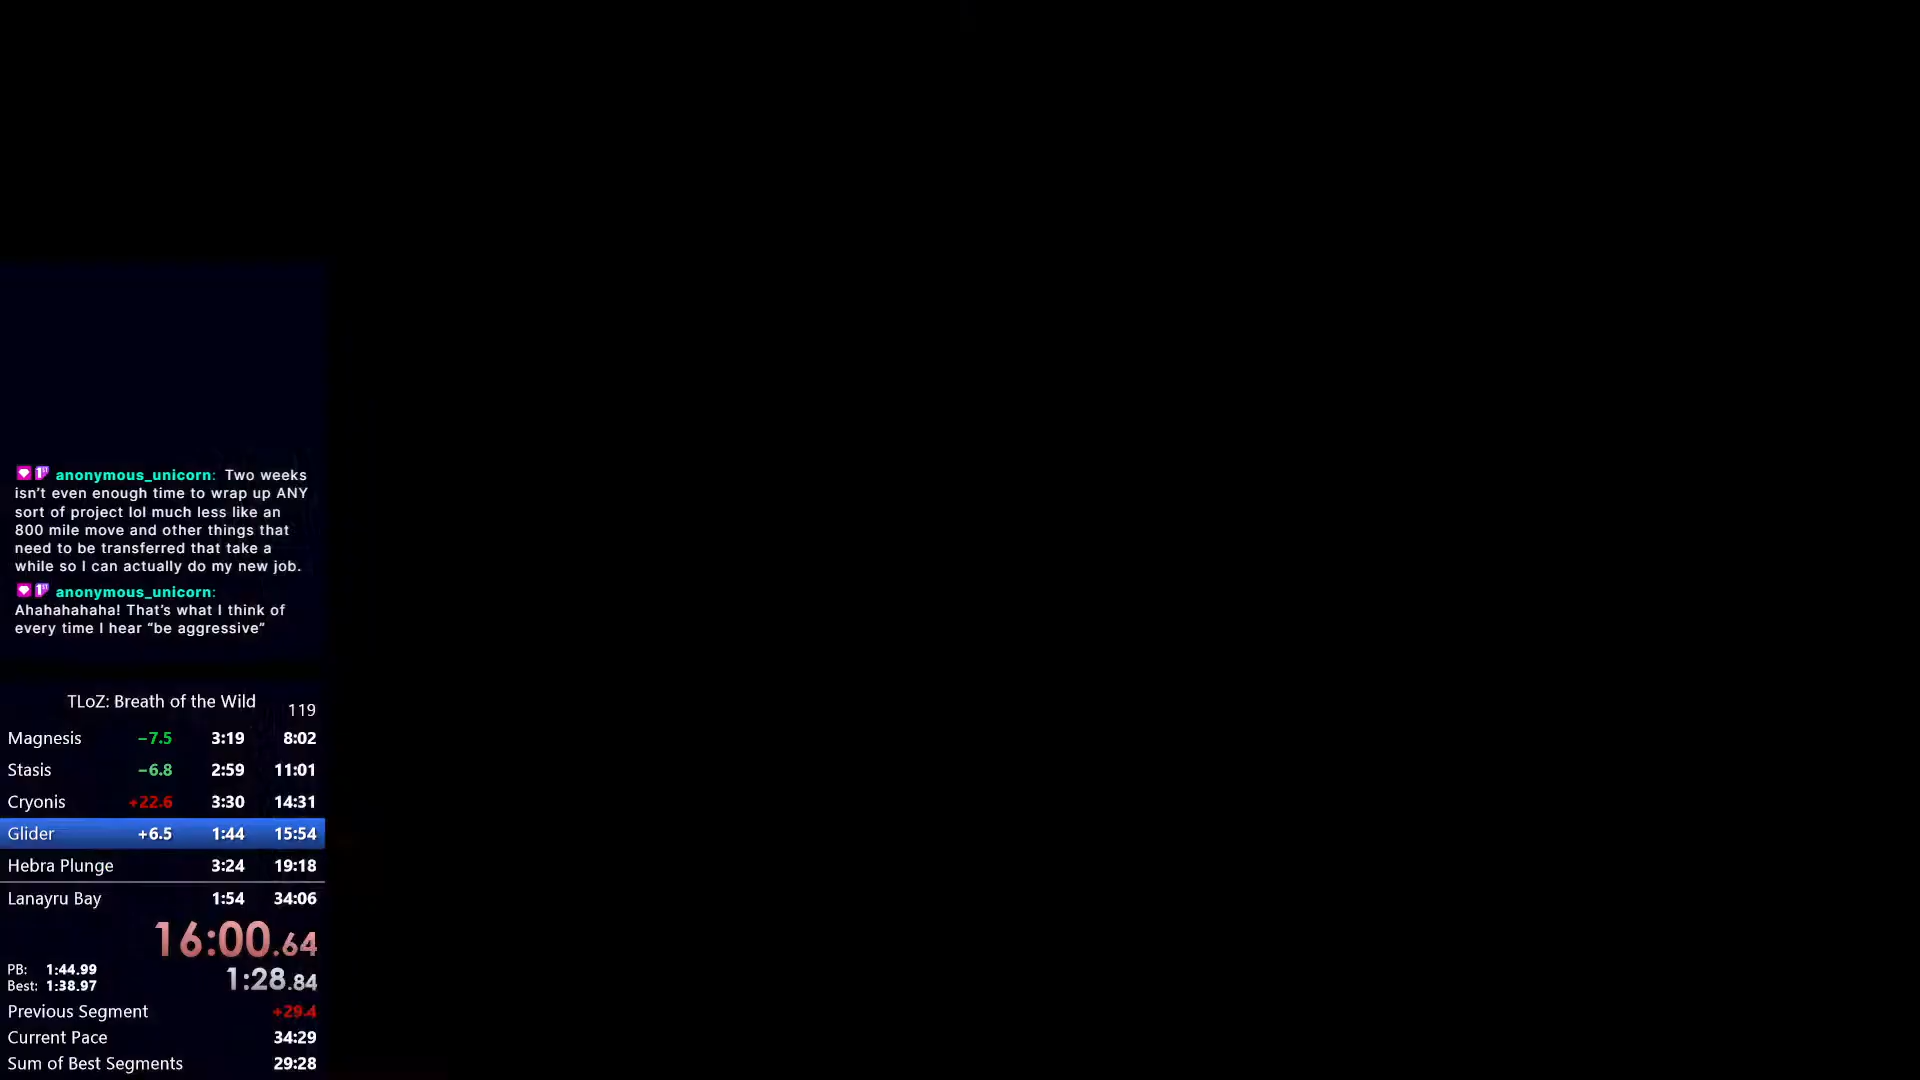 anonymous_unicorn: Two weeks
isn't even enough time to wrap up ANY
sort of project lol much less like an
800 mile move and other things that
need to be transferred that take a
while so I can actually do my new job.
anonymous_unicorn:
Ahahahahaha! That's what I think of
every time I hear “be aggressive”
TLoZ: Breath of the Wild
119
Magnesis −7.5 3:19 8:02
Stasis −6.8 2:59 11:01
Cryonis +22.6 3:30 14:31
Glider +6.5 1:44 15:54
Hebra Plunge 3:24 19:18
Lanayru Bay 1:54 34:06
16:00.64
PB: 1:44.99
Best: 1:38.97
1:28.84
Previous Segment +29.4
Current Pace 34:29
Sum of Best Segments 29:28